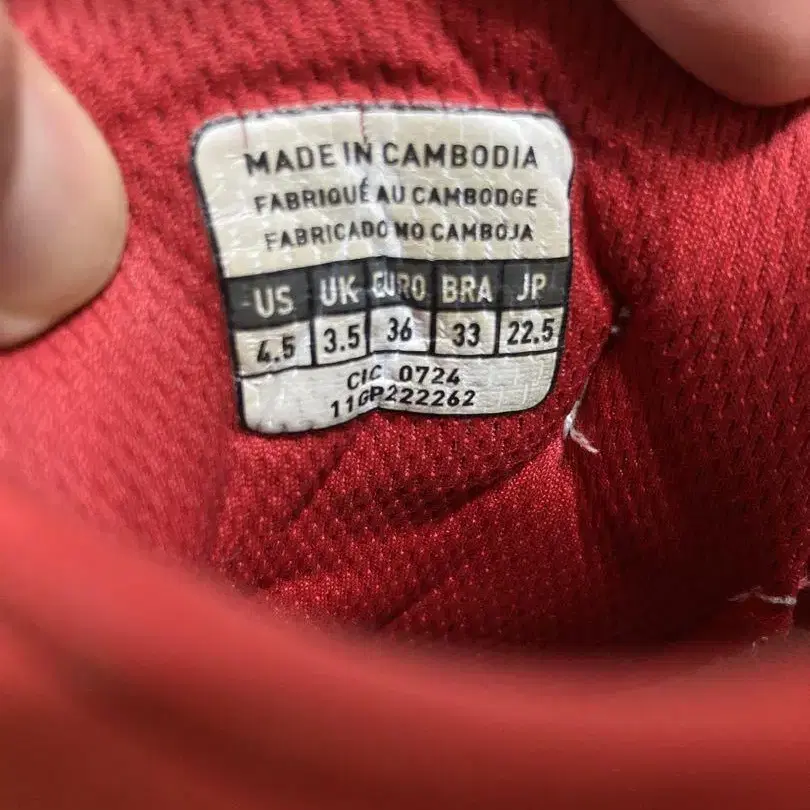 MADE IN CAMBODIA
FABRIQUÉ AU CAMBODGE
FABRICADO NO CAMBOJA
US UK EURO BRA JP
4.5 3.5 36 33 22.5
CIC 0724
11GP222262